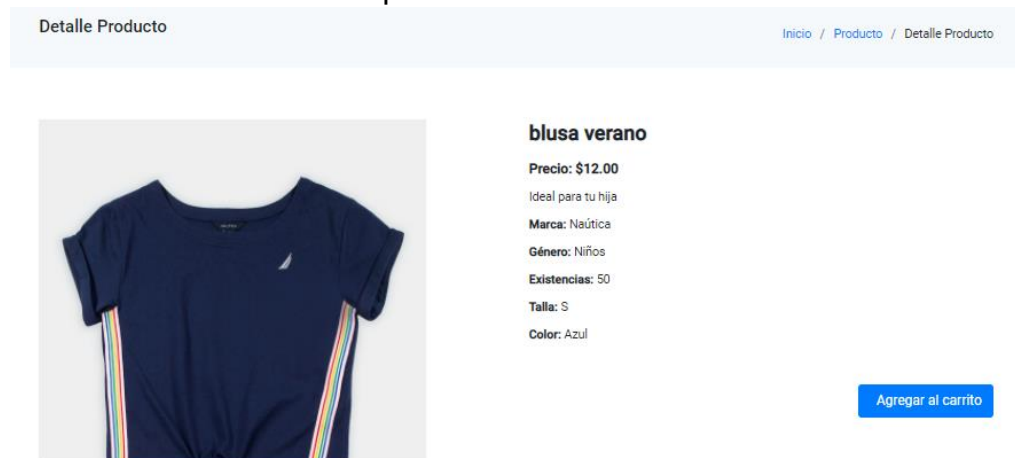 Detalle Producto
Inicio / Producto / Detalle Producto
blusa verano
Precio: $12.00
Ideal para tu hija
Marca: Naútica
Género: Niños
Existencias: 50
Talla: S
Color: Azul
Agregar al carrito